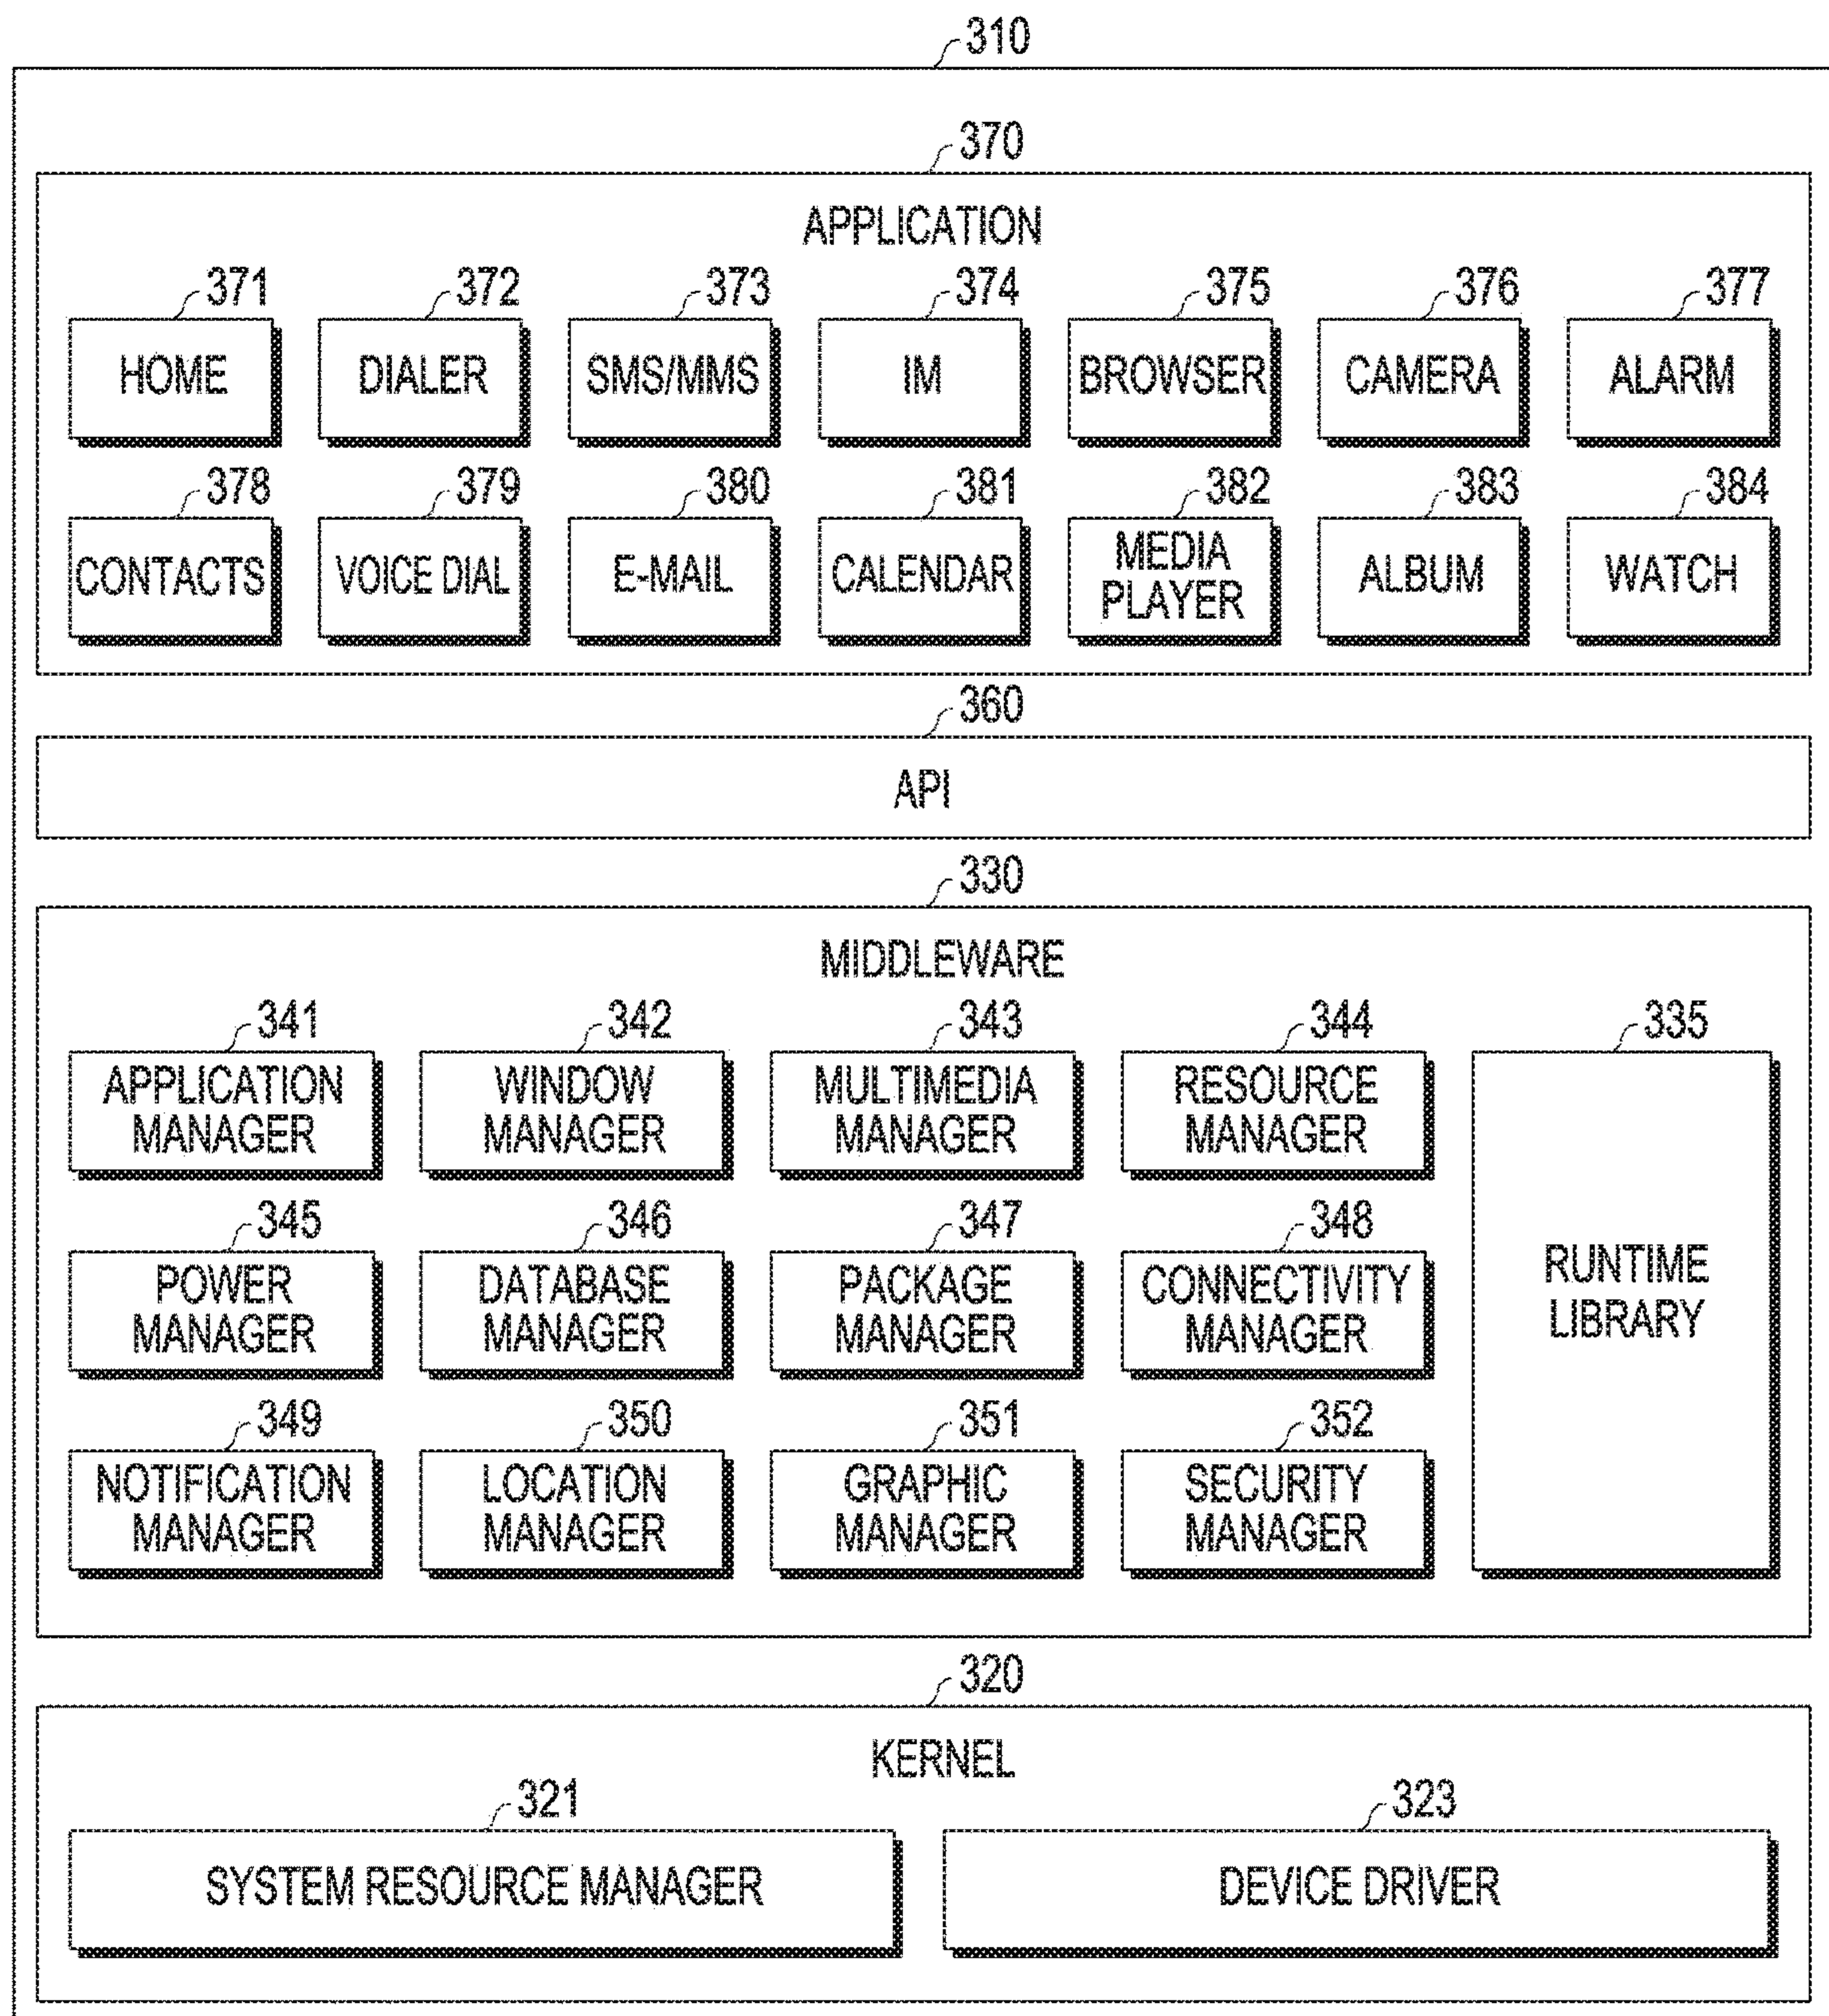 310
370
APPLICATION
371 372 373 374 375 376 377
HOME DIALER SMS/MMS IM BROWSER CAMERA ALARM
378 379 380 381 382 383 384
CONTACTS VOICE DIAL E-MAIL CALENDAR MEDIA PLAYER ALBUM WATCH
360
API
330
MIDDLEWARE
341 342 343 344 335
APPLICATION MANAGER WINDOW MANAGER MULTIMEDIA MANAGER RESOURCE MANAGER
345 346 347 348
POWER MANAGER DATABASE MANAGER PACKAGE MANAGER CONNECTIVITY MANAGER
RUNTIME
LIBRARY
349 350 351 352
NOTIFICATION MANAGER LOCATION MANAGER GRAPHIC MANAGER SECURITY MANAGER
320
KERNEL
321 323
SYSTEM RESOURCE MANAGER DEVICE DRIVER